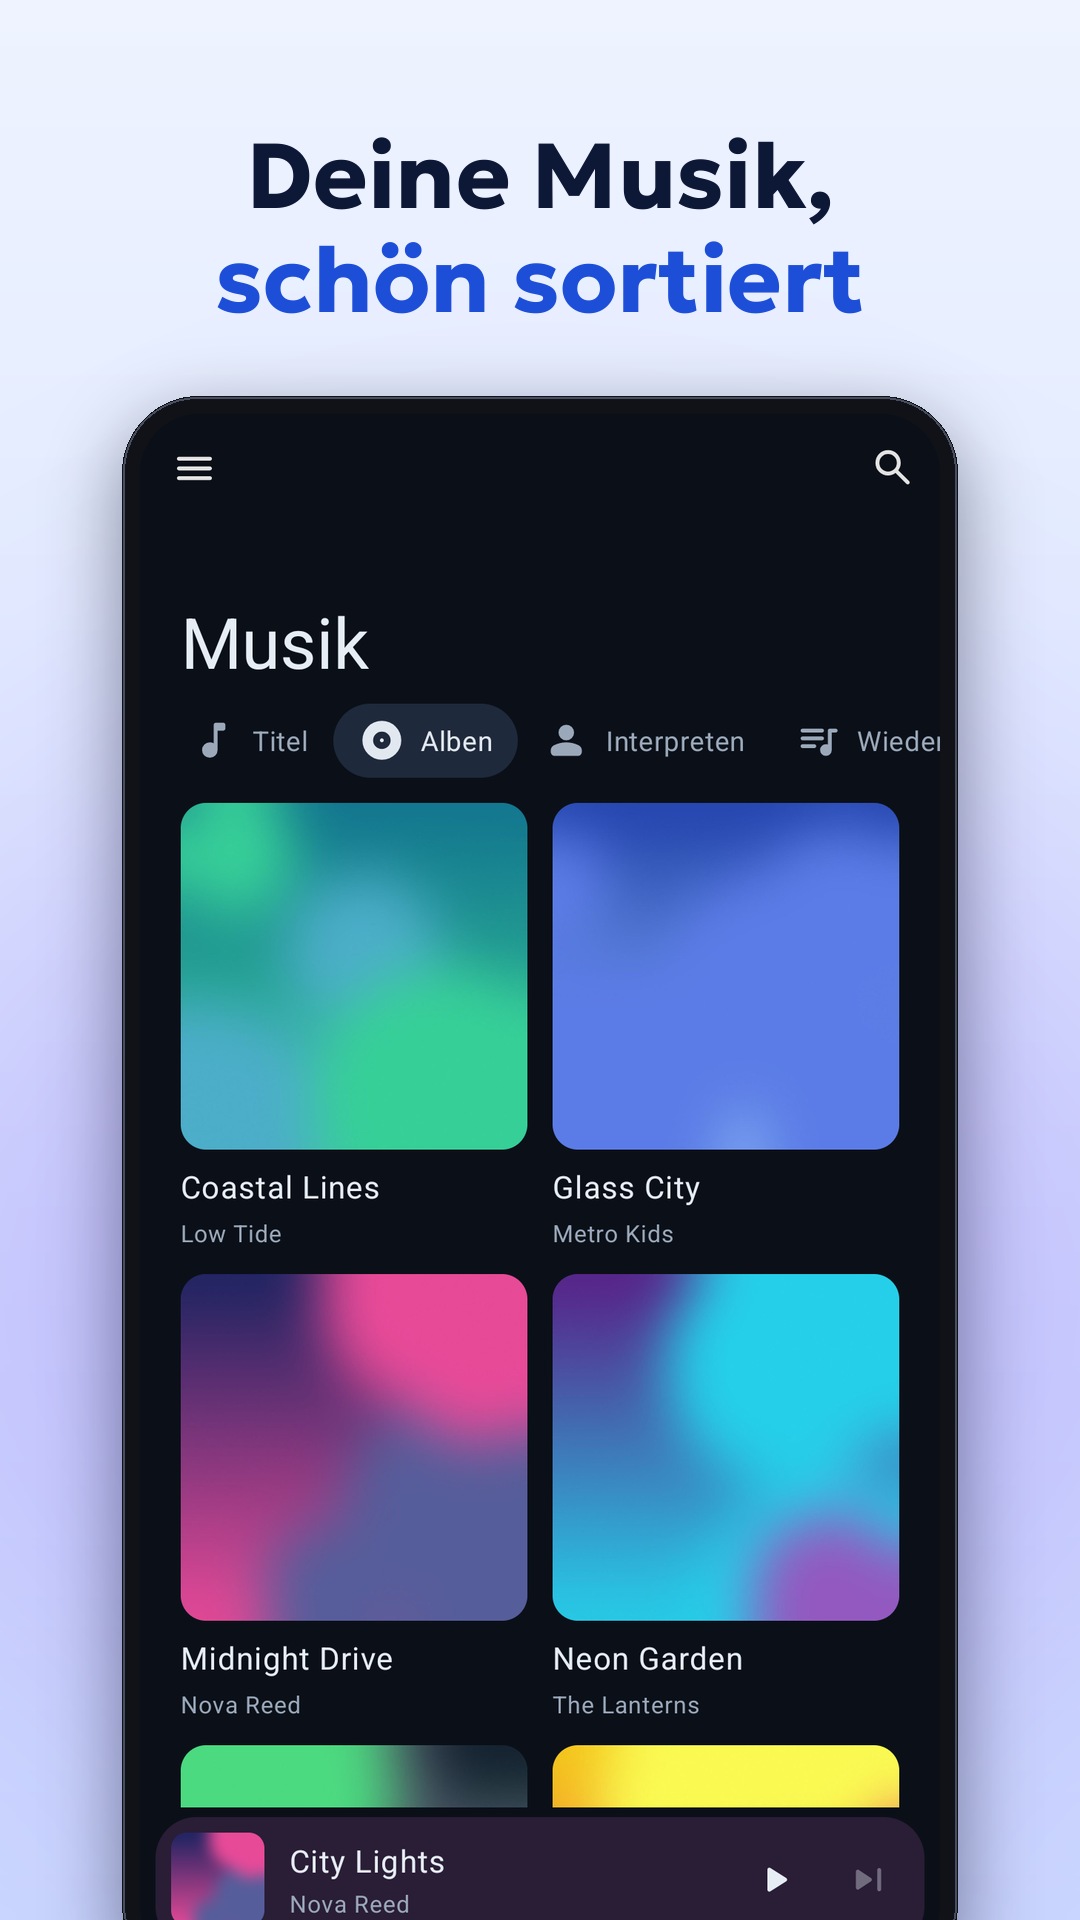 Deine Musik,
schön sortiert
Musik
Titel
Alben
Interpreten
Coastal Lines
Glass City
Low Tide
Metro Kids
Midnight Drive
Neon Garden
Nova Reed
The Lanterns
City Lights
Nova Reed